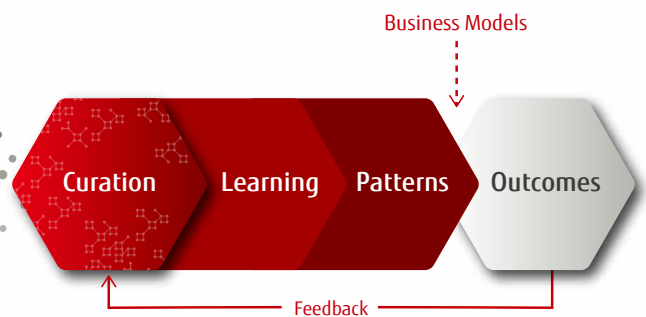 Business Models
Curation
Learning
Patterns
Outcomes
Feedback